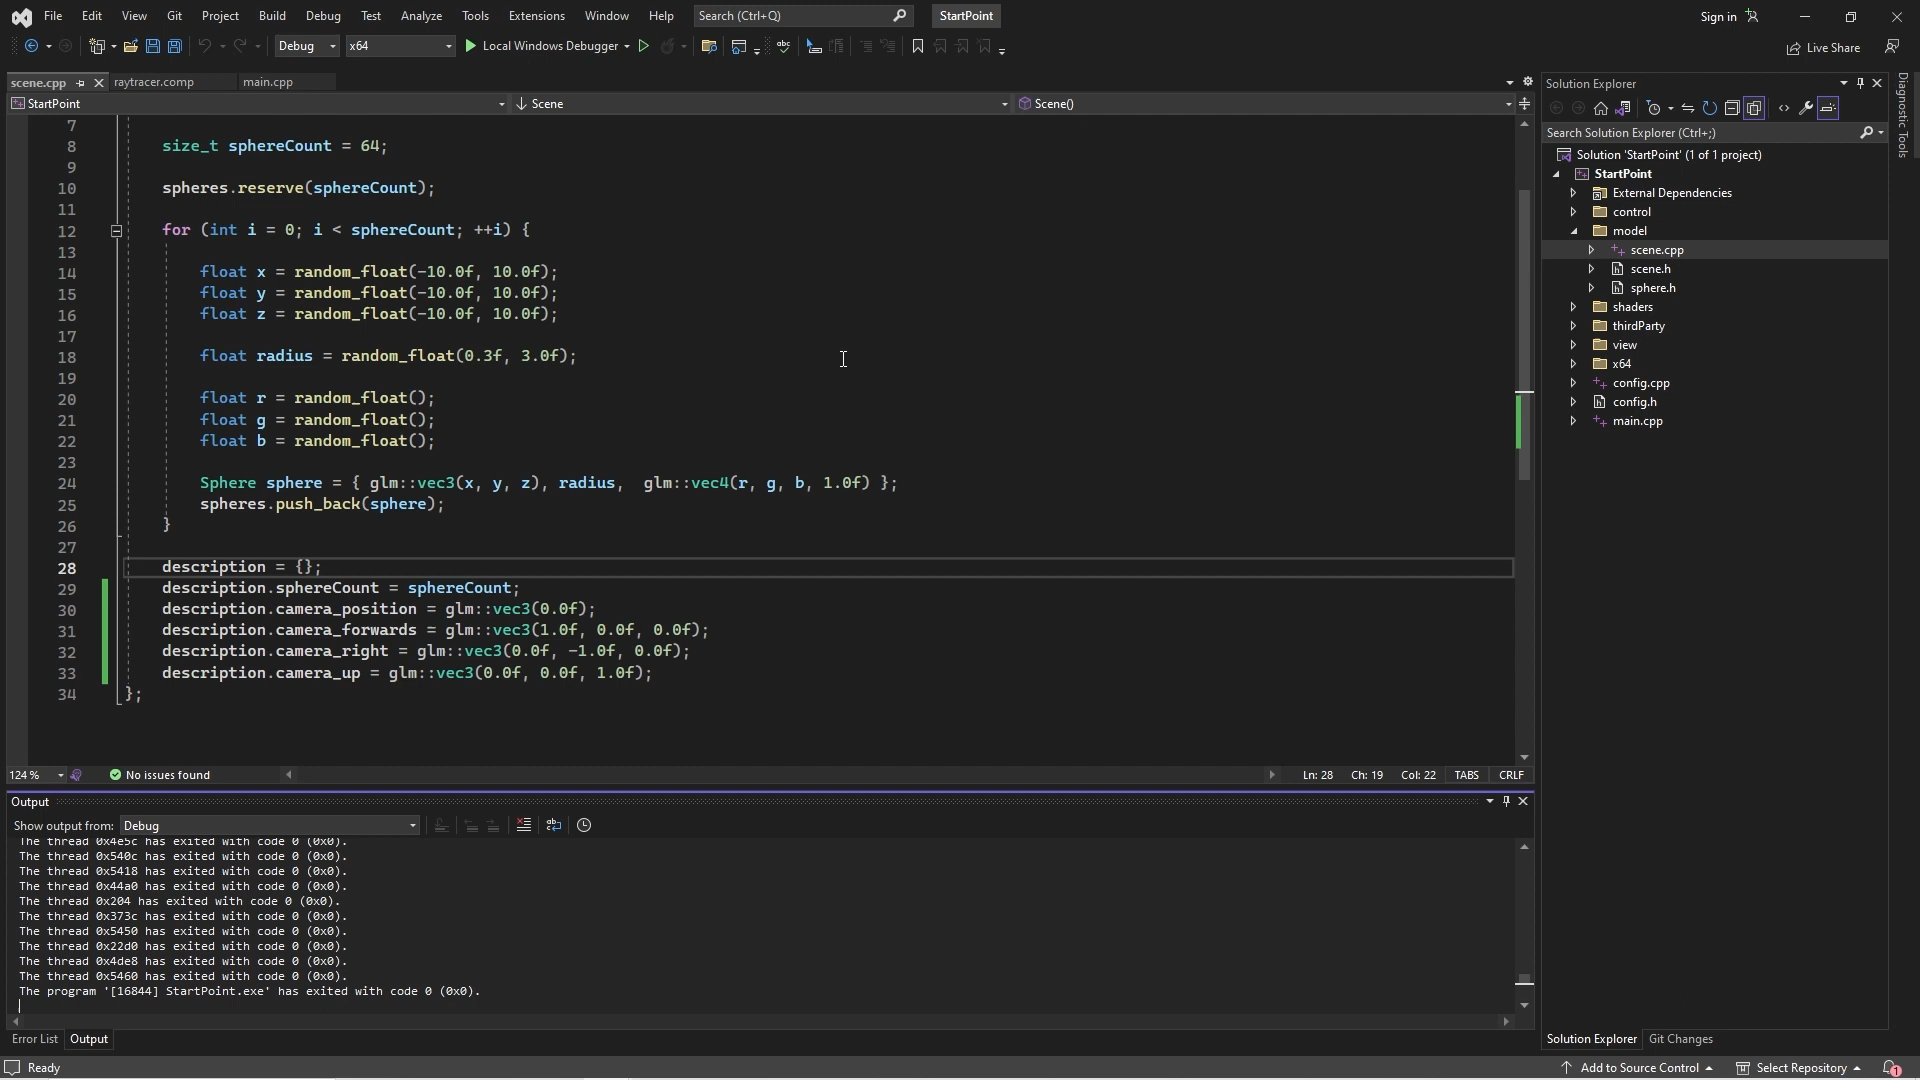 File Edit View Git Project Build Debug Test Analyze Tools Extensions Window Help Search (Ctrl+Q) StartPoint Sign in
Debug x64 Local Windows Debugger Live Share
scene.cpp raytracer.comp main.cpp
StartPoint Scene Scene()
7
8 size_t sphereCount = 64;
9
10 spheres.reserve(sphereCount);
11
12 for (int i = 0; i < sphereCount; ++i) {
13
14 float x = random_float(-10.0f, 10.0f);
15 float y = random_float(-10.0f, 10.0f);
16 float z = random_float(-10.0f, 10.0f);
17
18 float radius = random_float(0.3f, 3.0f);
19
20 float r = random_float();
21 float g = random_float();
22 float b = random_float();
23
24 Sphere sphere = { glm::vec3(x, y, z), radius,  glm::vec4(r, g, b, 1.0f) };
25 spheres.push_back(sphere);
26 }
27
28 description = {};
29 description.sphereCount = sphereCount;
30 description.camera_position = glm::vec3(0.0f);
31 description.camera_forwards = glm::vec3(1.0f, 0.0f, 0.0f);
32 description.camera_right = glm::vec3(0.0f, -1.0f, 0.0f);
33 description.camera_up = glm::vec3(0.0f, 0.0f, 1.0f);
34 };
124 % No issues found Ln: 28 Ch: 19 Col: 22 TABS CRLF
Output
Show output from: Debug
The thread 0x4e5c has exited with code 0 (0x0).
The thread 0x540c has exited with code 0 (0x0).
The thread 0x5418 has exited with code 0 (0x0).
The thread 0x44a0 has exited with code 0 (0x0).
The thread 0x204 has exited with code 0 (0x0).
The thread 0x373c has exited with code 0 (0x0).
The thread 0x5450 has exited with code 0 (0x0).
The thread 0x22d0 has exited with code 0 (0x0).
The thread 0x4de8 has exited with code 0 (0x0).
The thread 0x5460 has exited with code 0 (0x0).
The program '[16844] StartPoint.exe' has exited with code 0 (0x0).
Error List Output
Solution Explorer
Search Solution Explorer (Ctrl+;)
Solution 'StartPoint' (1 of 1 project)
StartPoint
External Dependencies
control
model
scene.cpp
scene.h
sphere.h
shaders
thirdParty
view
x64
config.cpp
config.h
main.cpp
Solution Explorer Git Changes
Diagnostic Tools
Ready Add to Source Control Select Repository 1